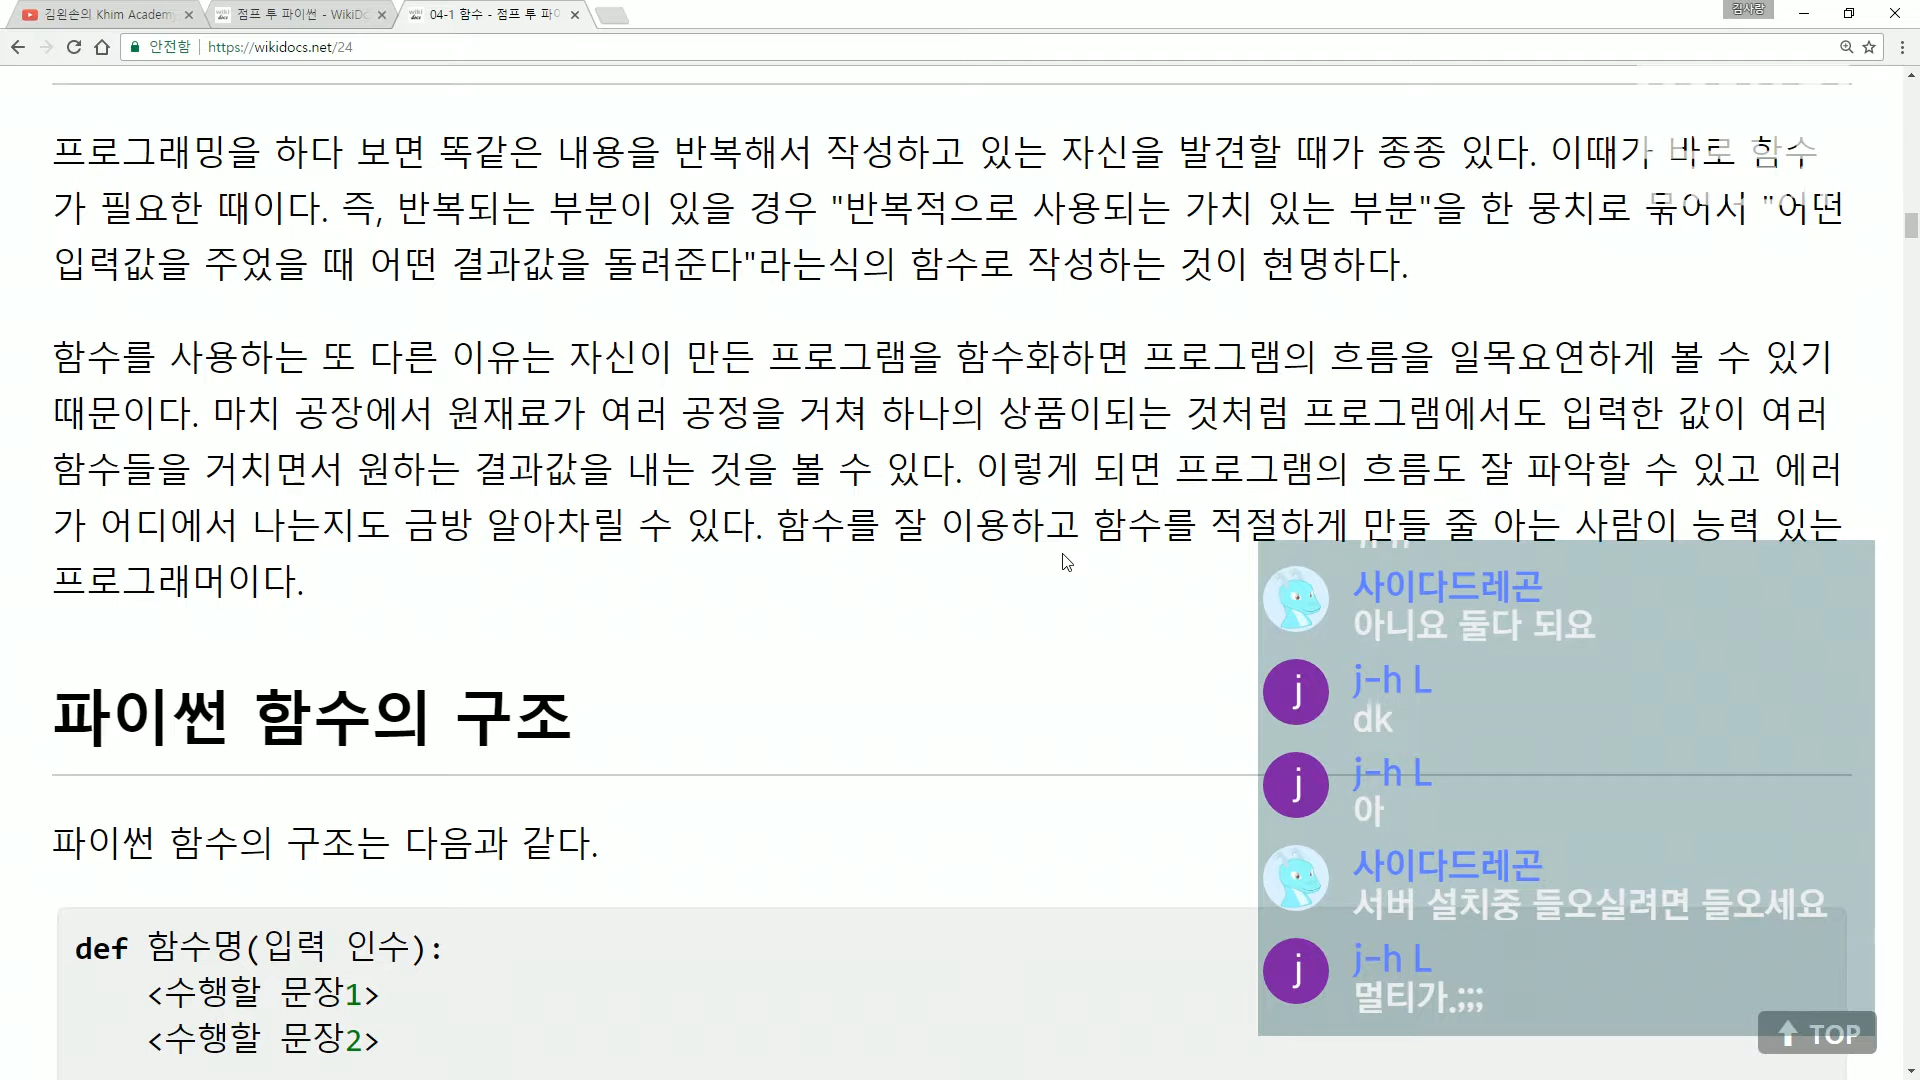 김왼손의 Khim Academy
점프 투 파이썬 - WikiDo
04-1 함수 - 점프 투 파이
김사랑
안전함 | https://wikidocs.net/24
프로그래밍을 하다 보면 똑같은 내용을 반복해서 작성하고 있는 자신을 발견할 때가 종종 있다. 이때가 바로 함수
가 필요한 때이다. 즉, 반복되는 부분이 있을 경우 "반복적으로 사용되는 가치 있는 부분"을 한 뭉치로 묶어서 "어떤
입력값을 주었을 때 어떤 결과값을 돌려준다"라는식의 함수로 작성하는 것이 현명하다.
함수를 사용하는 또 다른 이유는 자신이 만든 프로그램을 함수화하면 프로그램의 흐름을 일목요연하게 볼 수 있기
때문이다. 마치 공장에서 원재료가 여러 공정을 거쳐 하나의 상품이되는 것처럼 프로그램에서도 입력한 값이 여러
함수들을 거치면서 원하는 결과값을 내는 것을 볼 수 있다. 이렇게 되면 프로그램의 흐름도 잘 파악할 수 있고 에러
가 어디에서 나는지도 금방 알아차릴 수 있다. 함수를 잘 이용하고 함수를 적절하게 만들 줄 아는 사람이 능력 있는
프로그래머이다.
파이썬 함수의 구조
파이썬 함수의 구조는 다음과 같다.
def 함수명(입력 인수):
<수행할 문장1>
<수행할 문장2>
사이다드레곤
아니요 둘다 되요
j
j-h L
dk
j
j-h L
아
사이다드레곤
서버 설치중 들오실려면 들오세요
j
j-h L
멀티가.;;;
TOP